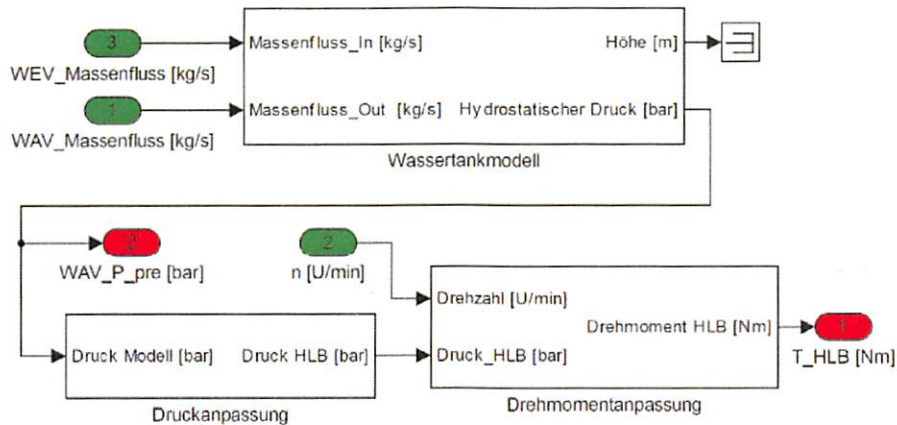 3
WEV_Massenfluss [kg/s]
1
WAV_Massenfluss [kg/s]
Massenfluss_In [kg/s]
Höhe [m]
Massenfluss_Out [kg/s]
Hydrostatischer Druck [bar]
Wassertankmodell
2
WAV_P_pre [bar]
2
n [U/min]
Drehzahl [U/min]
Drehmoment HLB [Nm]
Druck_HLB [bar]
Drehmomentanpassung
1
T_HLB [Nm]
Druck Modell [bar]
Druck HLB [bar]
Druckanpassung